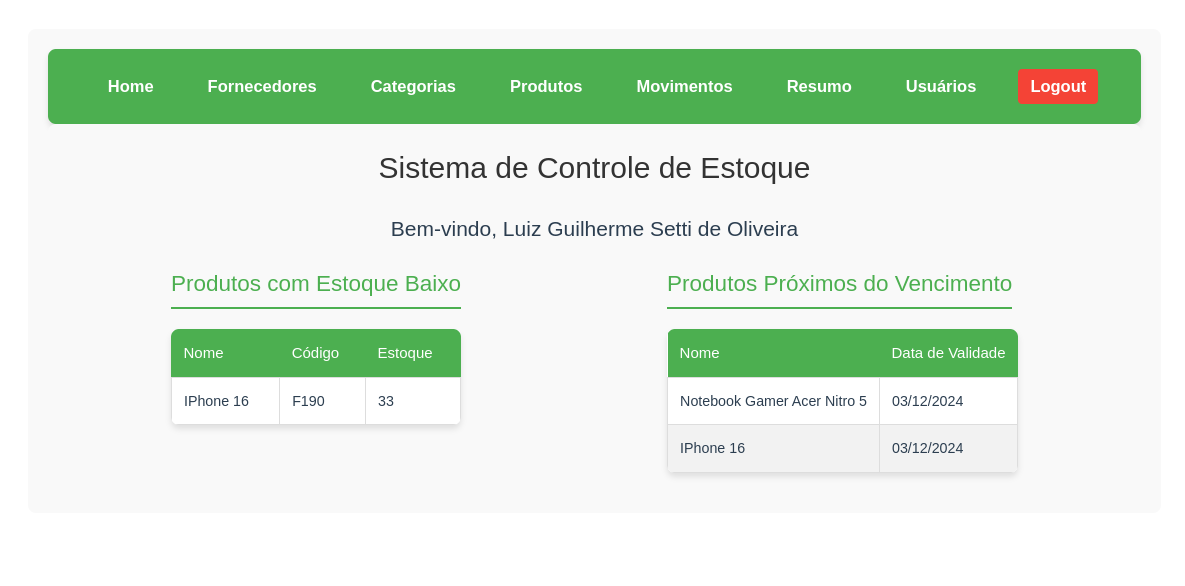 Home Fornecedores Categorias Produtos Movimentos Resumo Usuários Logout
Sistema de Controle de Estoque
Bem-vindo, Luiz Guilherme Setti de Oliveira
Produtos com Estoque Baixo
Nome Código Estoque
IPhone 16 F190 33
Produtos Próximos do Vencimento
Nome Data de Validade
Notebook Gamer Acer Nitro 5 03/12/2024
IPhone 16 03/12/2024